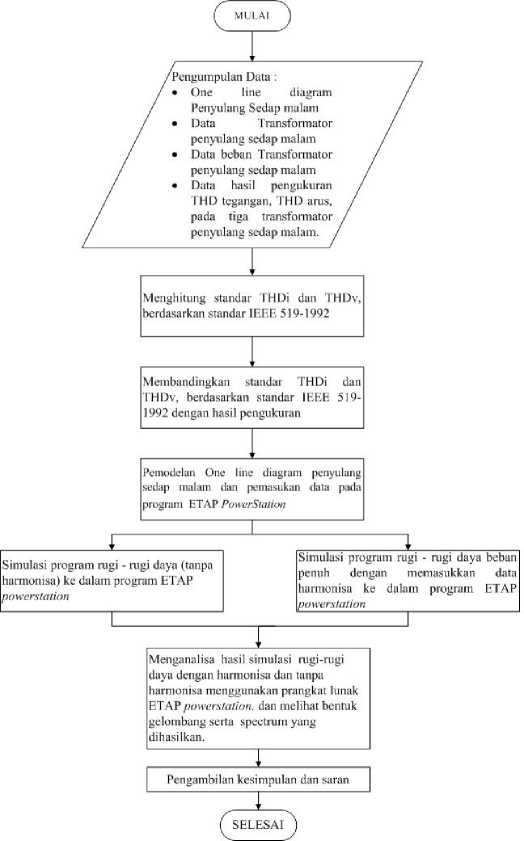 MULAI
Pengumpulan Data :
• One line diagram
Penyulang Sedap malam
• Data Transformator
penyulang sedap malam
• Data beban Transformator
penyulang sedap malam
• Data hasil pengukuran
THD tegangan, THD arus,
pada tiga transformator
penyulang sedap malam.
Menghitung standar THDi dan THDv,
berdasarkan standar IEEE 519-1992
Membandingkan standar THDi dan
THDv, berdasarkan standar IEEE 519-
1992 dengan hasil pengukuran
Pemodelan One line diagram penyulang
sedap malam dan pemasukan data pada
program ETAP PowerStation
Simulasi program rugi - rugi daya (tanpa
harmonisa) ke dalam program ETAP
powerstation
Simulasi program rugi - rugi daya beban
penuh dengan memasukkan data
harmonisa ke dalam program ETAP
powerstation
Menganalisa hasil simulasi rugi-rugi
daya dengan harmonisa dan tanpa
harmonisa menggunakan prangkat lunak
ETAP powerstation, dan melihat bentuk
gelombang serta spectrum yang
dihasilkan.
Pengambilan kesimpulan dan saran
SELESAI